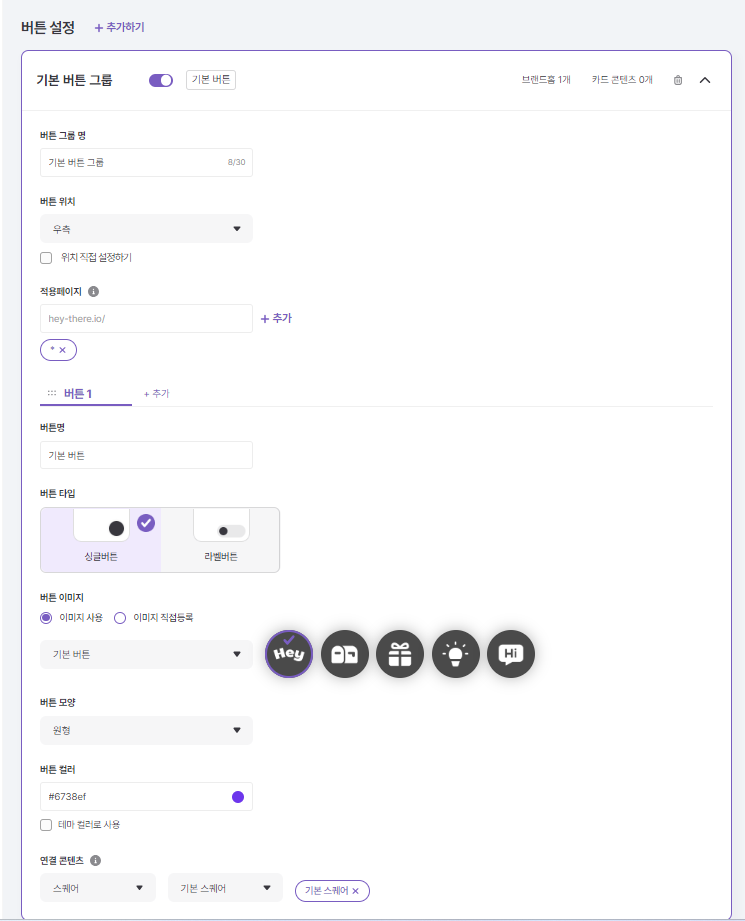 버튼 설정 + 추가하기
기본 버튼 그룹 기본 버튼 브랜드홈 1개 카드 콘텐츠 0개
버튼 그룹 명
기본 버튼 그룹 8/30
버튼 위치
우측
위치 직접 설정하기
적용페이지
hey-there.io/ + 추가
* ×
버튼 1 + 추가
버튼명
기본 버튼
버튼 타입
싱글버튼 라벨버튼
버튼 이미지
이미지 사용 이미지 직접등록
기본 버튼 Hey Hi
버튼 모양
원형
버튼 컬러
#6738ef
테마 컬러로 사용
연결 콘텐츠
스퀘어 기본 스퀘어 기본 스퀘어 ×